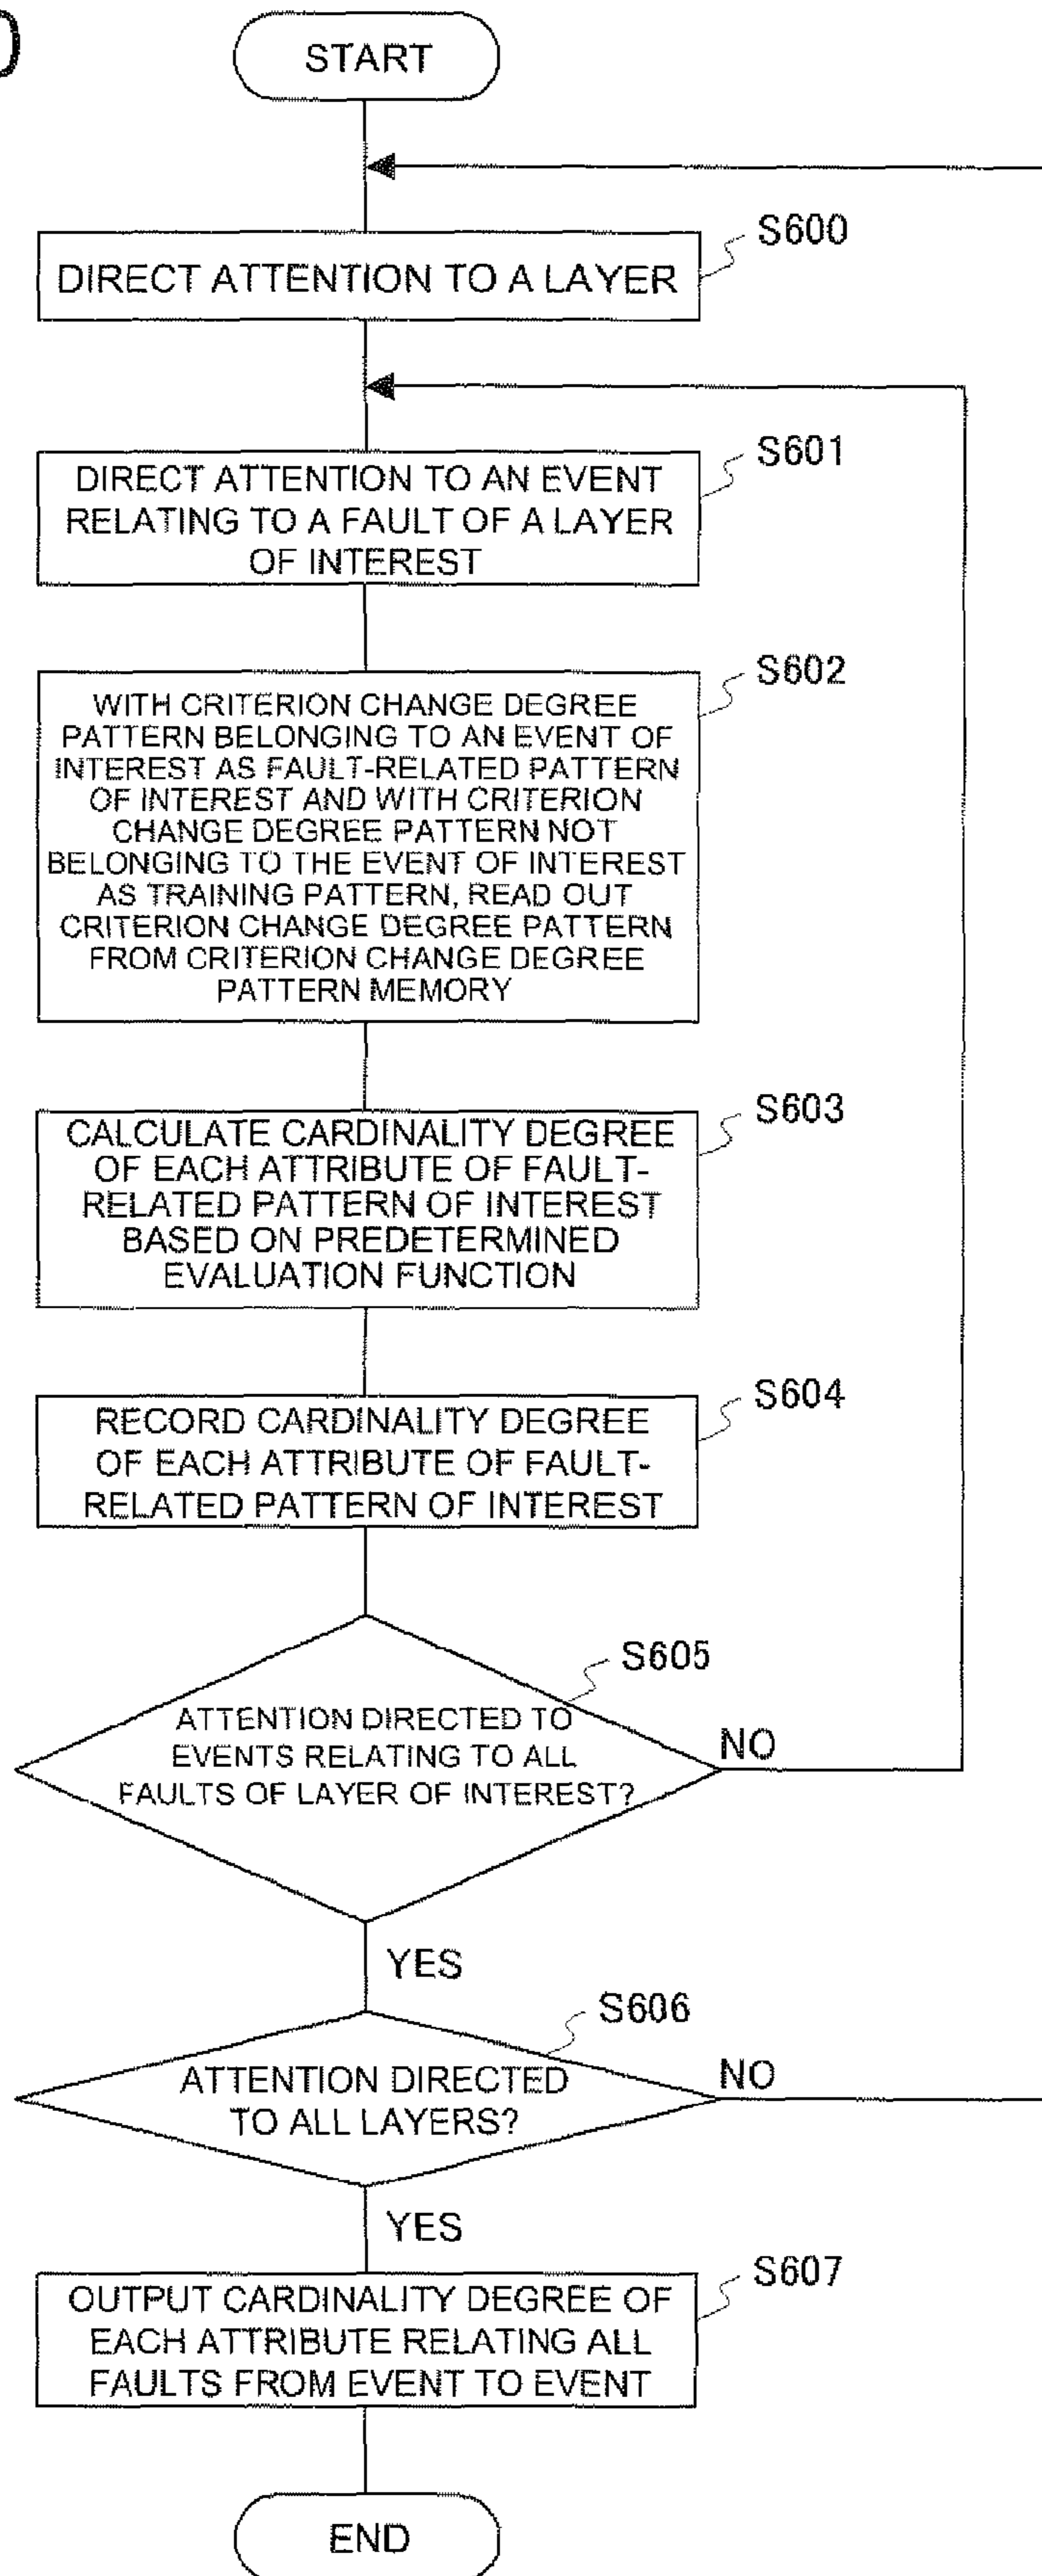 START
S600
DIRECT ATTENTION TO A LAYER
S601
DIRECT ATTENTION TO AN EVENT
RELATING TO A FAULT OF A LAYER
OF INTEREST
S602
WITH CRITERION CHANGE DEGREE
PATTERN BELONGING TO AN EVENT OF
INTEREST AS FAULT-RELATED PATTERN
OF INTEREST AND WITH CRITERION
CHANGE DEGREE PATTERN NOT
BELONGING TO THE EVENT OF INTEREST
AS TRAINING PATTERN, READ OUT
CRITERION CHANGE DEGREE PATTERN
FROM CRITERION CHANGE DEGREE
PATTERN MEMORY
S603
CALCULATE CARDINALITY DEGREE
OF EACH ATTRIBUTE OF FAULT-
RELATED PATTERN OF INTEREST
BASED ON PREDETERMINED
EVALUATION FUNCTION
S604
RECORD CARDINALITY DEGREE
OF EACH ATTRIBUTE OF FAULT-
RELATED PATTERN OF INTEREST
S605
ATTENTION DIRECTED TO
EVENTS RELATING TO ALL
FAULTS OF LAYER OF INTEREST?
NO
YES
S606
ATTENTION DIRECTED
TO ALL LAYERS?
NO
YES
S607
OUTPUT CARDINALITY DEGREE OF
EACH ATTRIBUTE RELATING ALL
FAULTS FROM EVENT TO EVENT
END